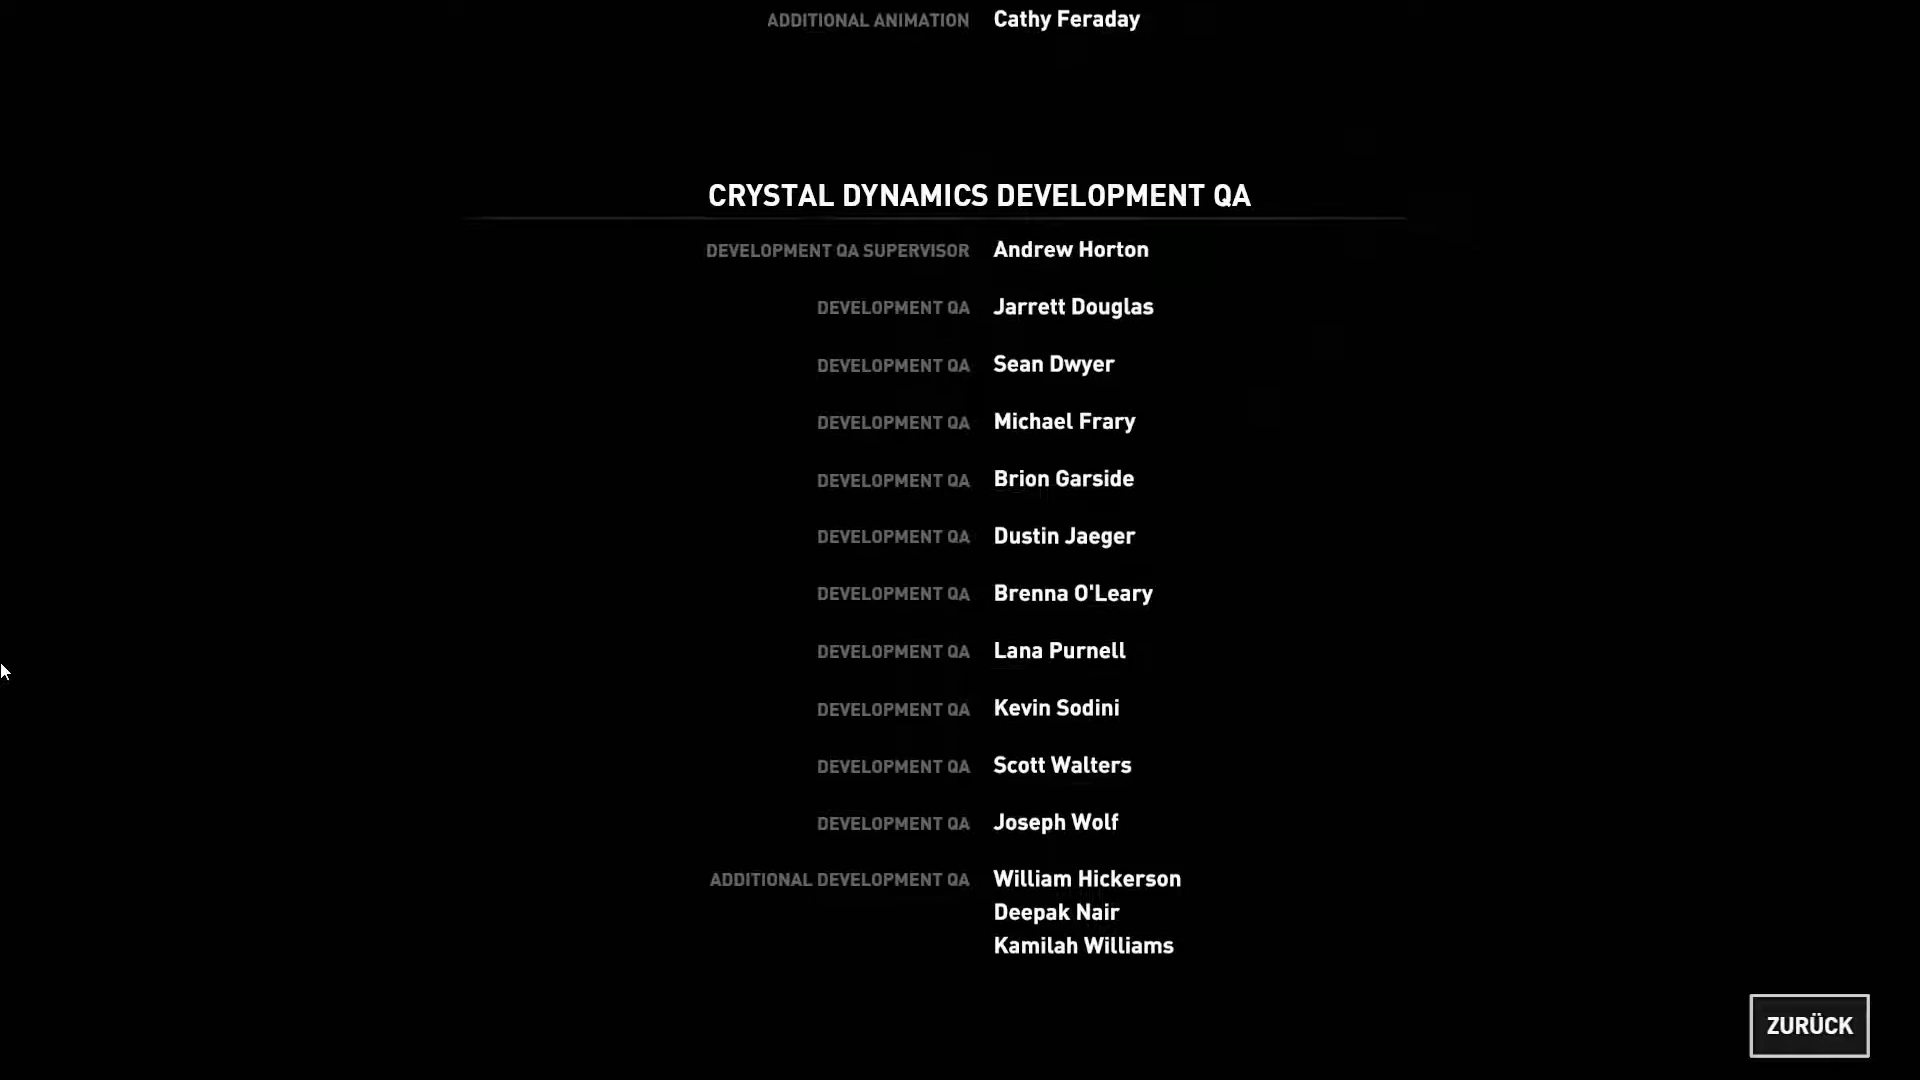 ADDITIONAL ANIMATION Cathy Feraday
CRYSTAL DYNAMICS DEVELOPMENT QA
DEVELOPMENT QA SUPERVISOR Andrew Horton
DEVELOPMENT QA Jarrett Douglas
DEVELOPMENT QA Sean Dwyer
DEVELOPMENT QA Michael Frary
DEVELOPMENT QA Brion Garside
DEVELOPMENT QA Dustin Jaeger
DEVELOPMENT QA Brenna O'Leary
DEVELOPMENT QA Lana Purnell
DEVELOPMENT QA Kevin Sodini
DEVELOPMENT QA Scott Walters
DEVELOPMENT QA Joseph Wolf
ADDITIONAL DEVELOPMENT QA William Hickerson
Deepak Nair
Kamilah Williams
ZURÜCK